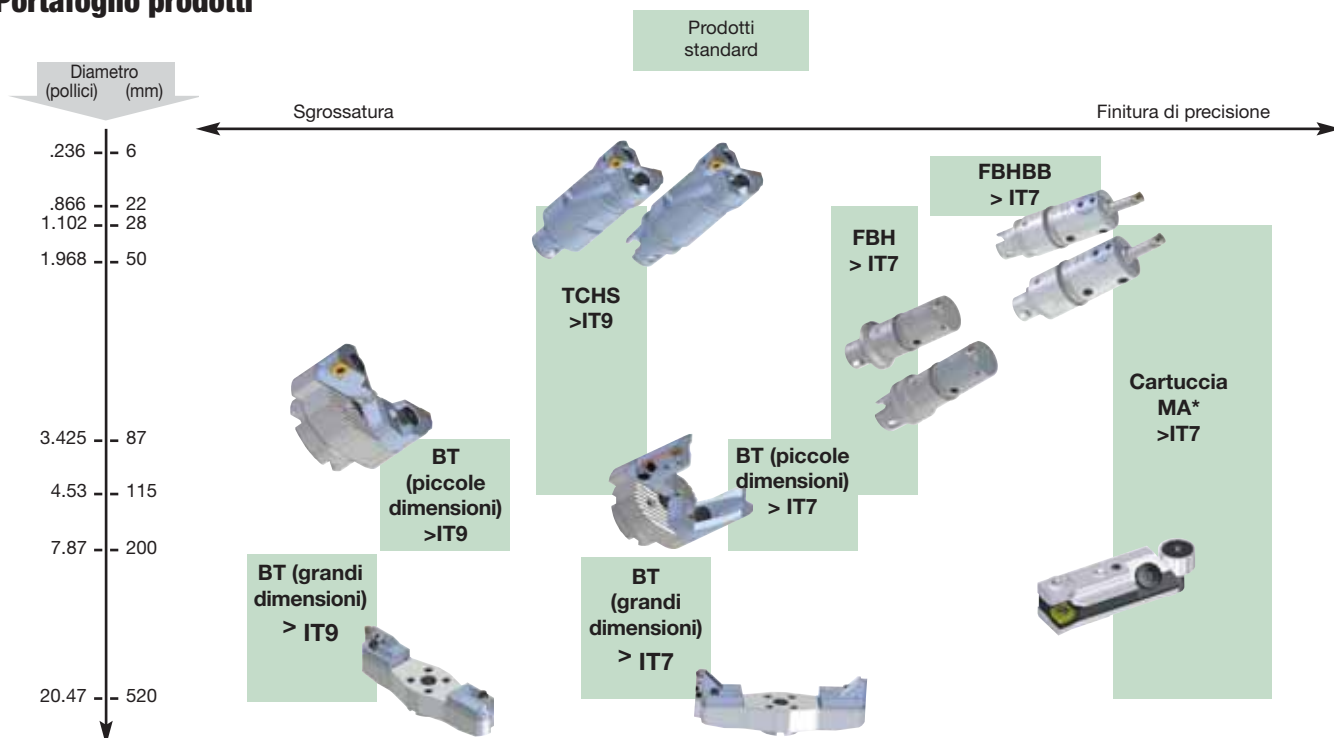 Portafoglio prodotti
Prodotti
standard
Diametro
(pollici) (mm)
Sgrossatura
Finitura di precisione
.236 6
.866 22
1.102 28
1.968 50
3.425 87
4.53 115
7.87 200
20.47 520
FBHBB
> IT7
FBH
> IT7
TCHS
>IT9
Cartuccia
MA*
>IT7
BT
(piccole
dimensioni)
>IT9
BT (piccole
dimensioni)
> IT7
BT (grandi
dimensioni)
> IT9
BT
(grandi
dimensioni)
> IT7